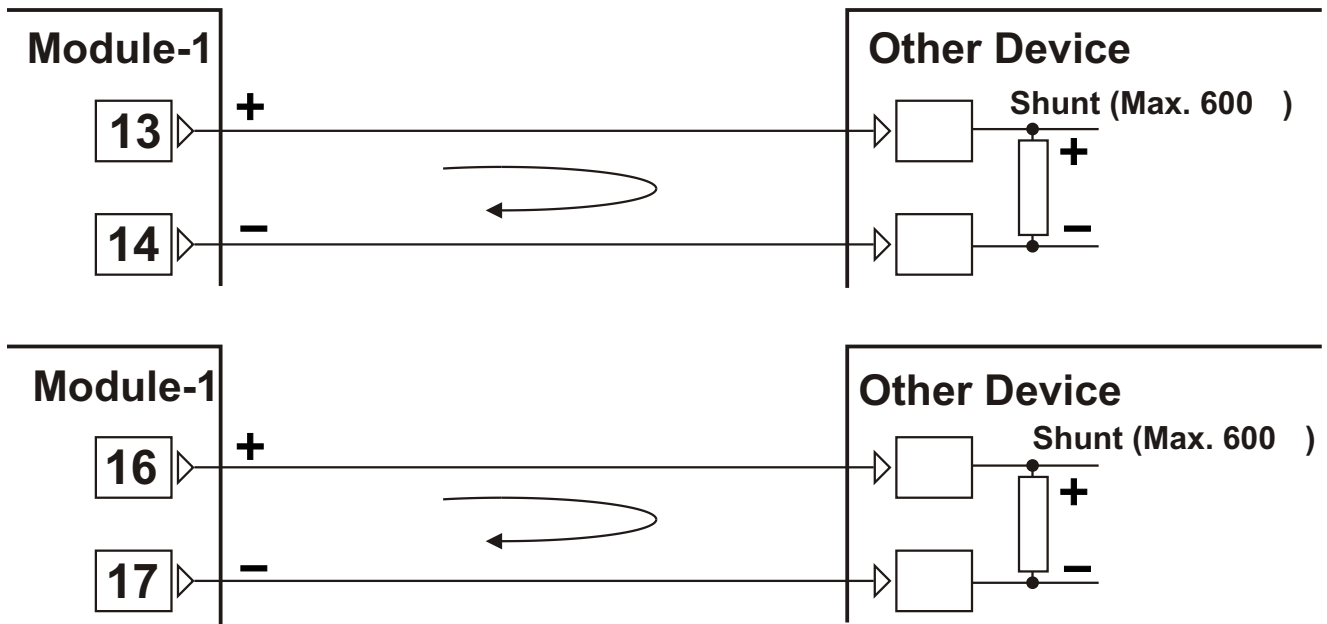 Module-1
Other Device
Shunt (Max. 600 )
13
+
+
14
−
−
Module-1
Other Device
Shunt (Max. 600 )
16
+
+
17
−
−